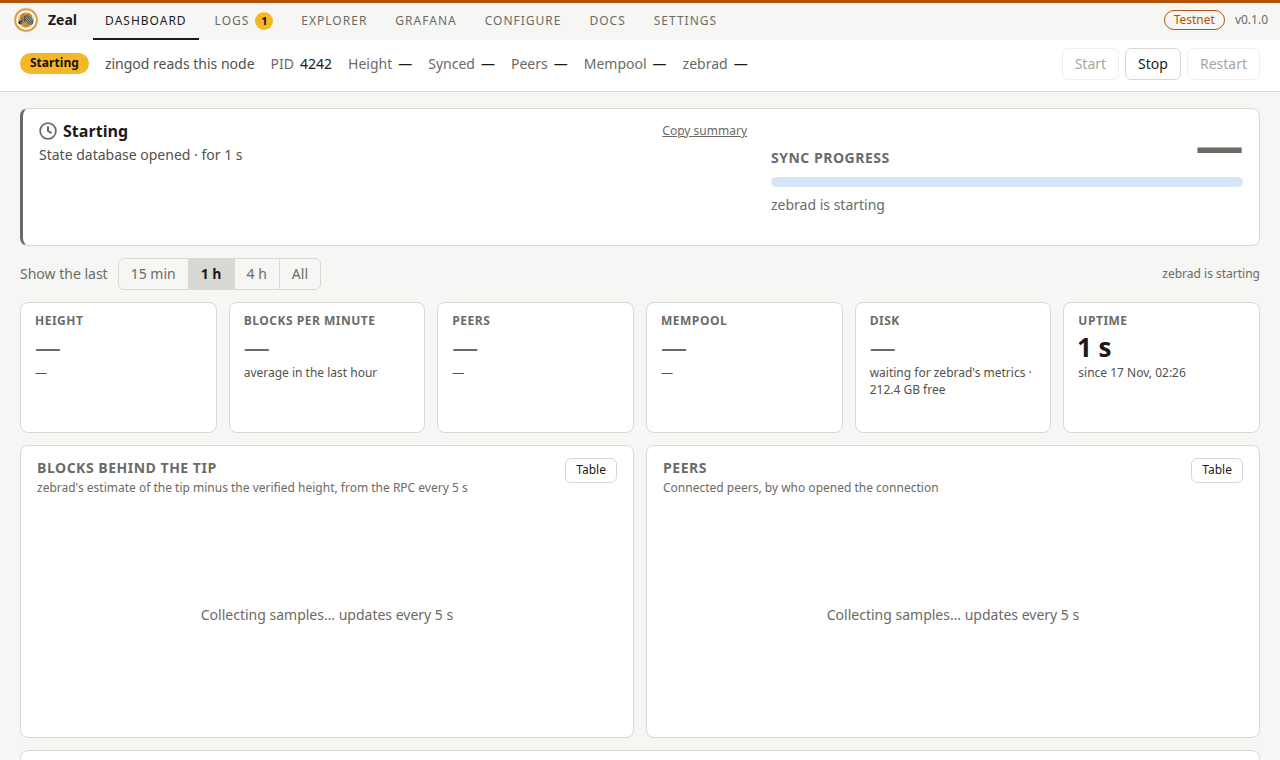 Zeal DASHBOARD LOGS 1 EXPLORER GRAFANA CONFIGURE DOCS SETTINGS Testnet v0.1.0
Starting zingod reads this node PID 4242 Height — Synced — Peers — Mempool — zebrad — Start Stop Restart
Starting Copy summary
State database opened · for 1 s
SYNC PROGRESS —
zebrad is starting
Show the last 15 min 1 h 4 h All zebrad is starting
HEIGHT
—
—
BLOCKS PER MINUTE
—
average in the last hour
PEERS
—
—
MEMPOOL
—
—
DISK
—
waiting for zebrad's metrics ·
212.4 GB free
UPTIME
1 s
since 17 Nov, 02:26
BLOCKS BEHIND THE TIP Table
zebrad's estimate of the tip minus the verified height, from the RPC every 5 s
Collecting samples... updates every 5 s
PEERS Table
Connected peers, by who opened the connection
Collecting samples... updates every 5 s